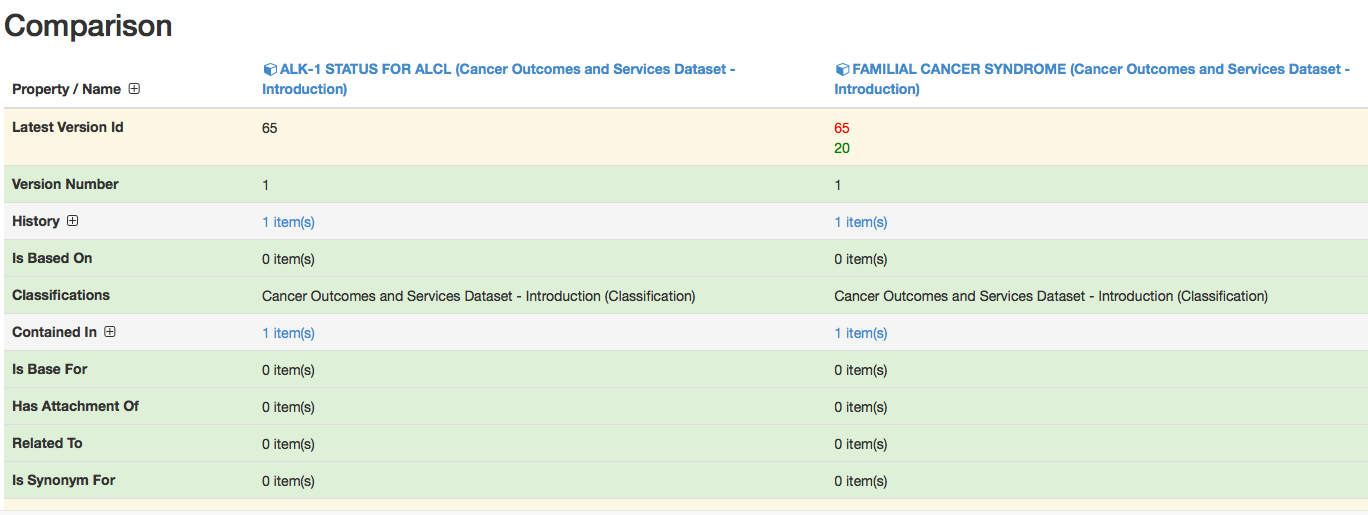 Comparison
Property / Name
ALK-1 STATUS FOR ALCL (Cancer Outcomes and Services Dataset -
Introduction)
FAMILIAL CANCER SYNDROME (Cancer Outcomes and Services Dataset -
Introduction)
Latest Version Id 65 65
20
Version Number 1 1
History 1 item(s) 1 item(s)
Is Based On 0 item(s) 0 item(s)
Classifications Cancer Outcomes and Services Dataset - Introduction (Classification) Cancer Outcomes and Services Dataset - Introduction (Classification)
Contained In 1 item(s) 1 item(s)
Is Base For 0 item(s) 0 item(s)
Has Attachment Of 0 item(s) 0 item(s)
Related To 0 item(s) 0 item(s)
Is Synonym For 0 item(s) 0 item(s)